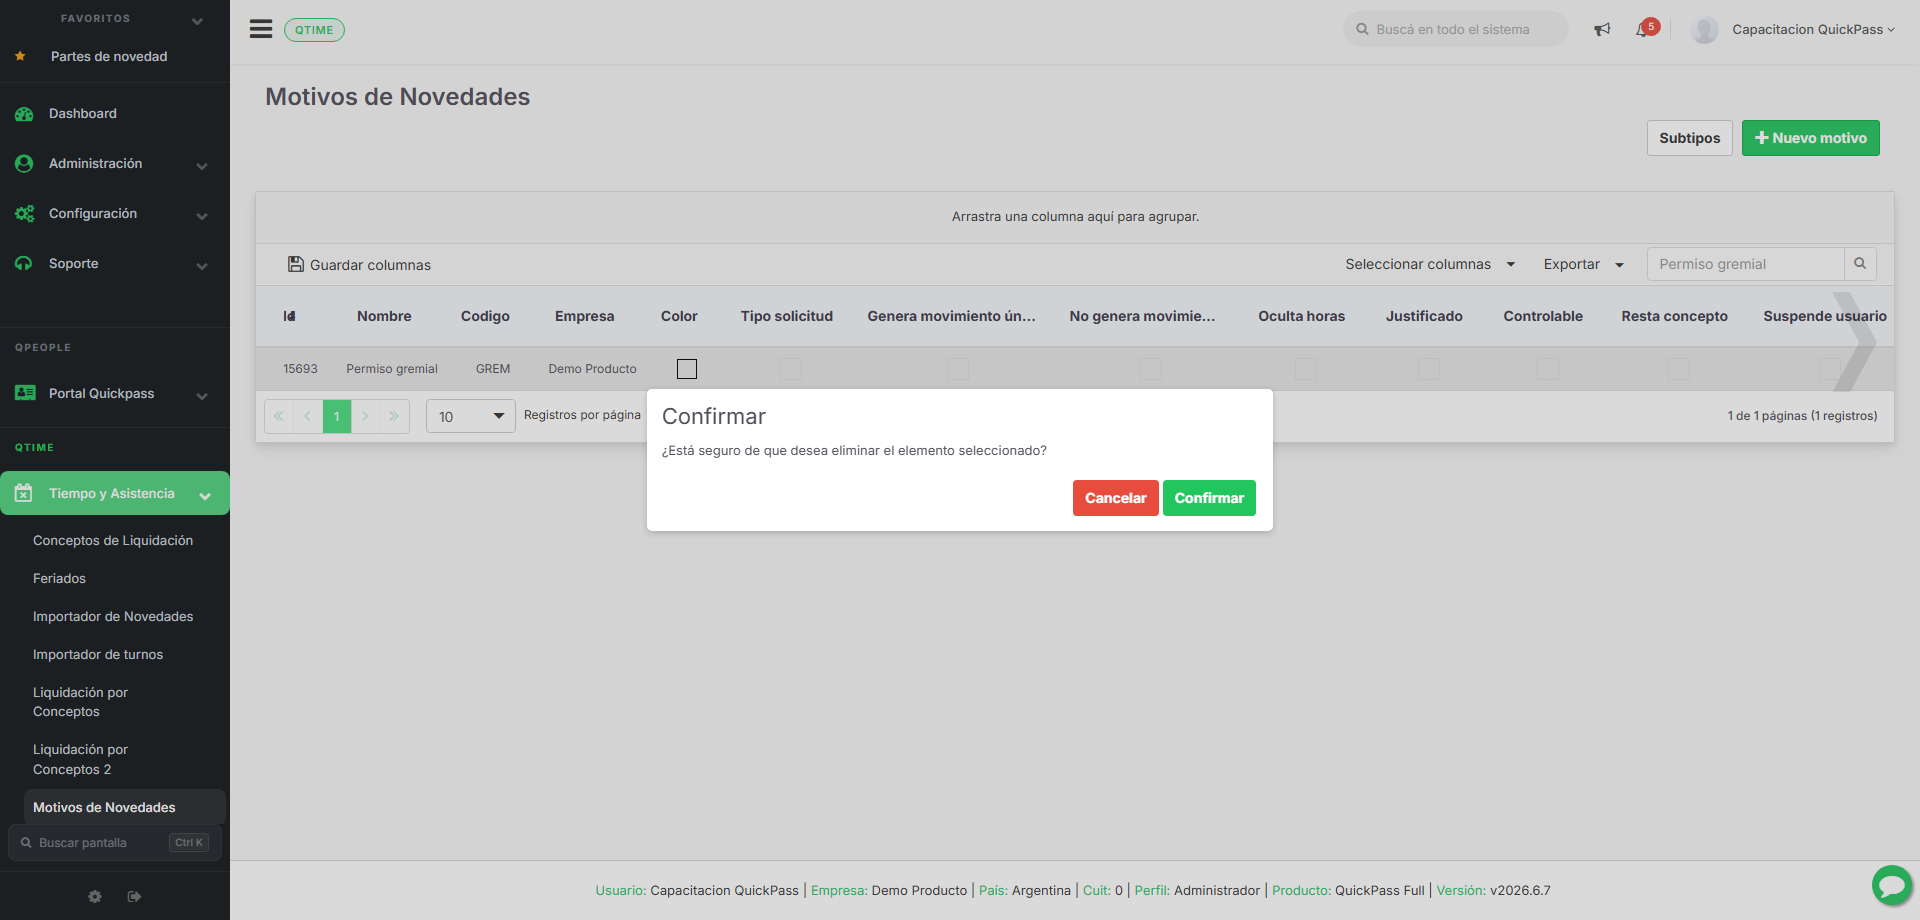 FAVORITOS
Partes de novedad
Dashboard
Administración
Configuración
Soporte
QPEOPLE
Portal Quickpass
QTIME
Tiempo y Asistencia
Conceptos de Liquidación
Feriados
Importador de Novedades
Importador de turnos
Liquidación por
Conceptos
Liquidación por
Conceptos 2
Motivos de Novedades
Buscar pantalla Ctrl K
QTIME
Buscá en todo el sistema
5
Capacitacion QuickPass
Motivos de Novedades
Subtipos
Nuevo motivo
Arrastra una columna aquí para agrupar.
Guardar columnas
Seleccionar columnas
Exportar
Permiso gremial
Id Nombre Codigo Empresa Color Tipo solicitud Genera movimiento ún... No genera movimie... Oculta horas Justificado Controlable Resta concepto Suspende usuario
15693 Permiso gremial GREM Demo Producto
1
10
Registros por página
1 de 1 páginas (1 registros)
Confirmar
¿Está seguro de que desea eliminar el elemento seleccionado?
Cancelar Confirmar
Usuario: Capacitacion QuickPass | Empresa: Demo Producto | País: Argentina | Cuit: 0 | Perfil: Administrador | Producto: QuickPass Full | Versión: v2026.6.7